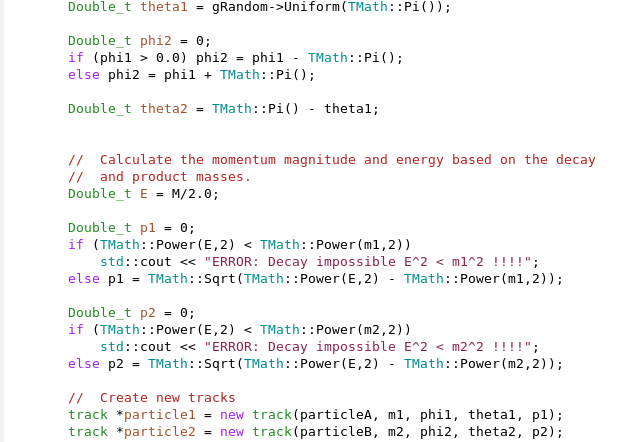 Double_t theta1 = gRandom->Uniform(TMath::Pi());
Double_t phi2 = 0;
if (phi1 > 0.0) phi2 = phi1 - TMath::Pi();
else phi2 = phi1 + TMath::Pi();
Double_t theta2 = TMath::Pi() - theta1;
//  Calculate the momentum magnitude and energy based on the decay
//  and product masses.
Double_t E = M/2.0;
Double_t p1 = 0;
if (TMath::Power(E,2) < TMath::Power(m1,2))
    std::cout << "ERROR: Decay impossible E^2 < m1^2 !!!!";
else p1 = TMath::Sqrt(TMath::Power(E,2) - TMath::Power(m1,2));
Double_t p2 = 0;
if (TMath::Power(E,2) < TMath::Power(m2,2))
    std::cout << "ERROR: Decay impossible E^2 < m2^2 !!!!";
else p2 = TMath::Sqrt(TMath::Power(E,2) - TMath::Power(m2,2));
//  Create new tracks
track *particle1 = new track(particleA, m1, phi1, theta1, p1);
track *particle2 = new track(particleB, m2, phi2, theta2, p2);